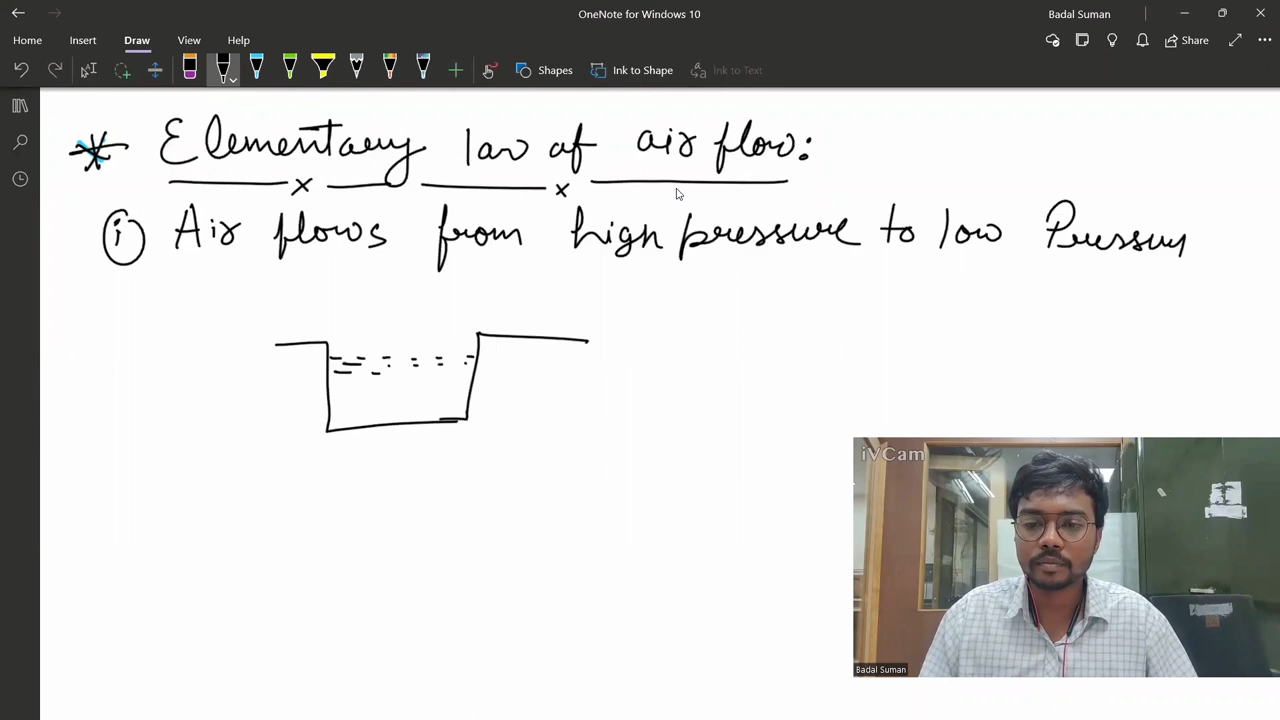 OneNote for Windows 10
Badal Suman
Home Insert Draw View Help
Share
Shapes
Ink to Shape
Ink to Text
Elementary law of air flow:
(i) Air flows from high pressure to low Pressure
iVCam
Badal Suman